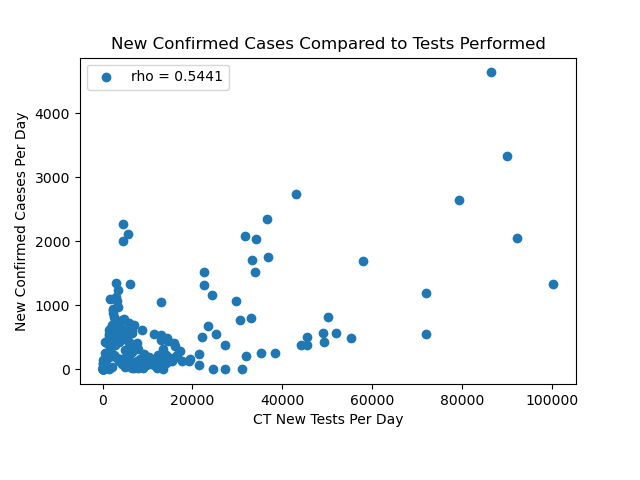 New Confirmed Cases Compared to Tests Performed
rho = 0.5441
New Confirmed Caeses Per Day
4000
3000
2000
1000
0
0 20000 40000 60000 80000 100000
CT New Tests Per Day